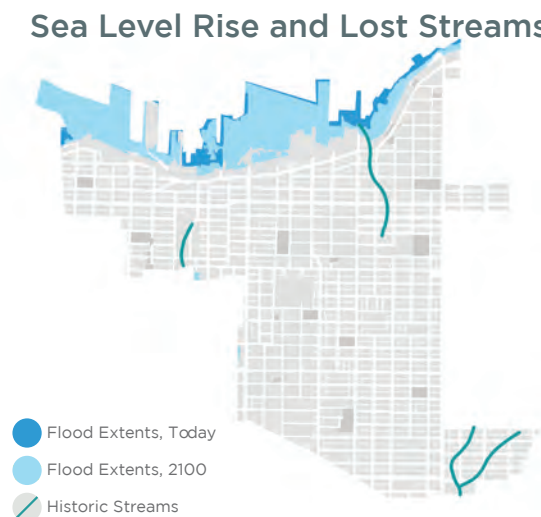 Sea Level Rise and Lost Streams
Flood Extents, Today
Flood Extents, 2100
Historic Streams